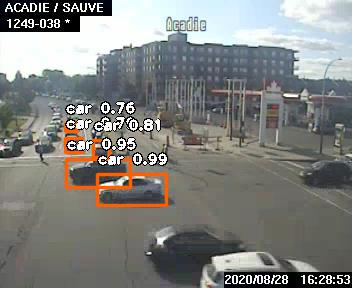 ACADIE / SAUVE
1249-038 *
Acadie
car 0.76
car 0.81
car 0.95
car 0.99
2020/08/28 16:28:53